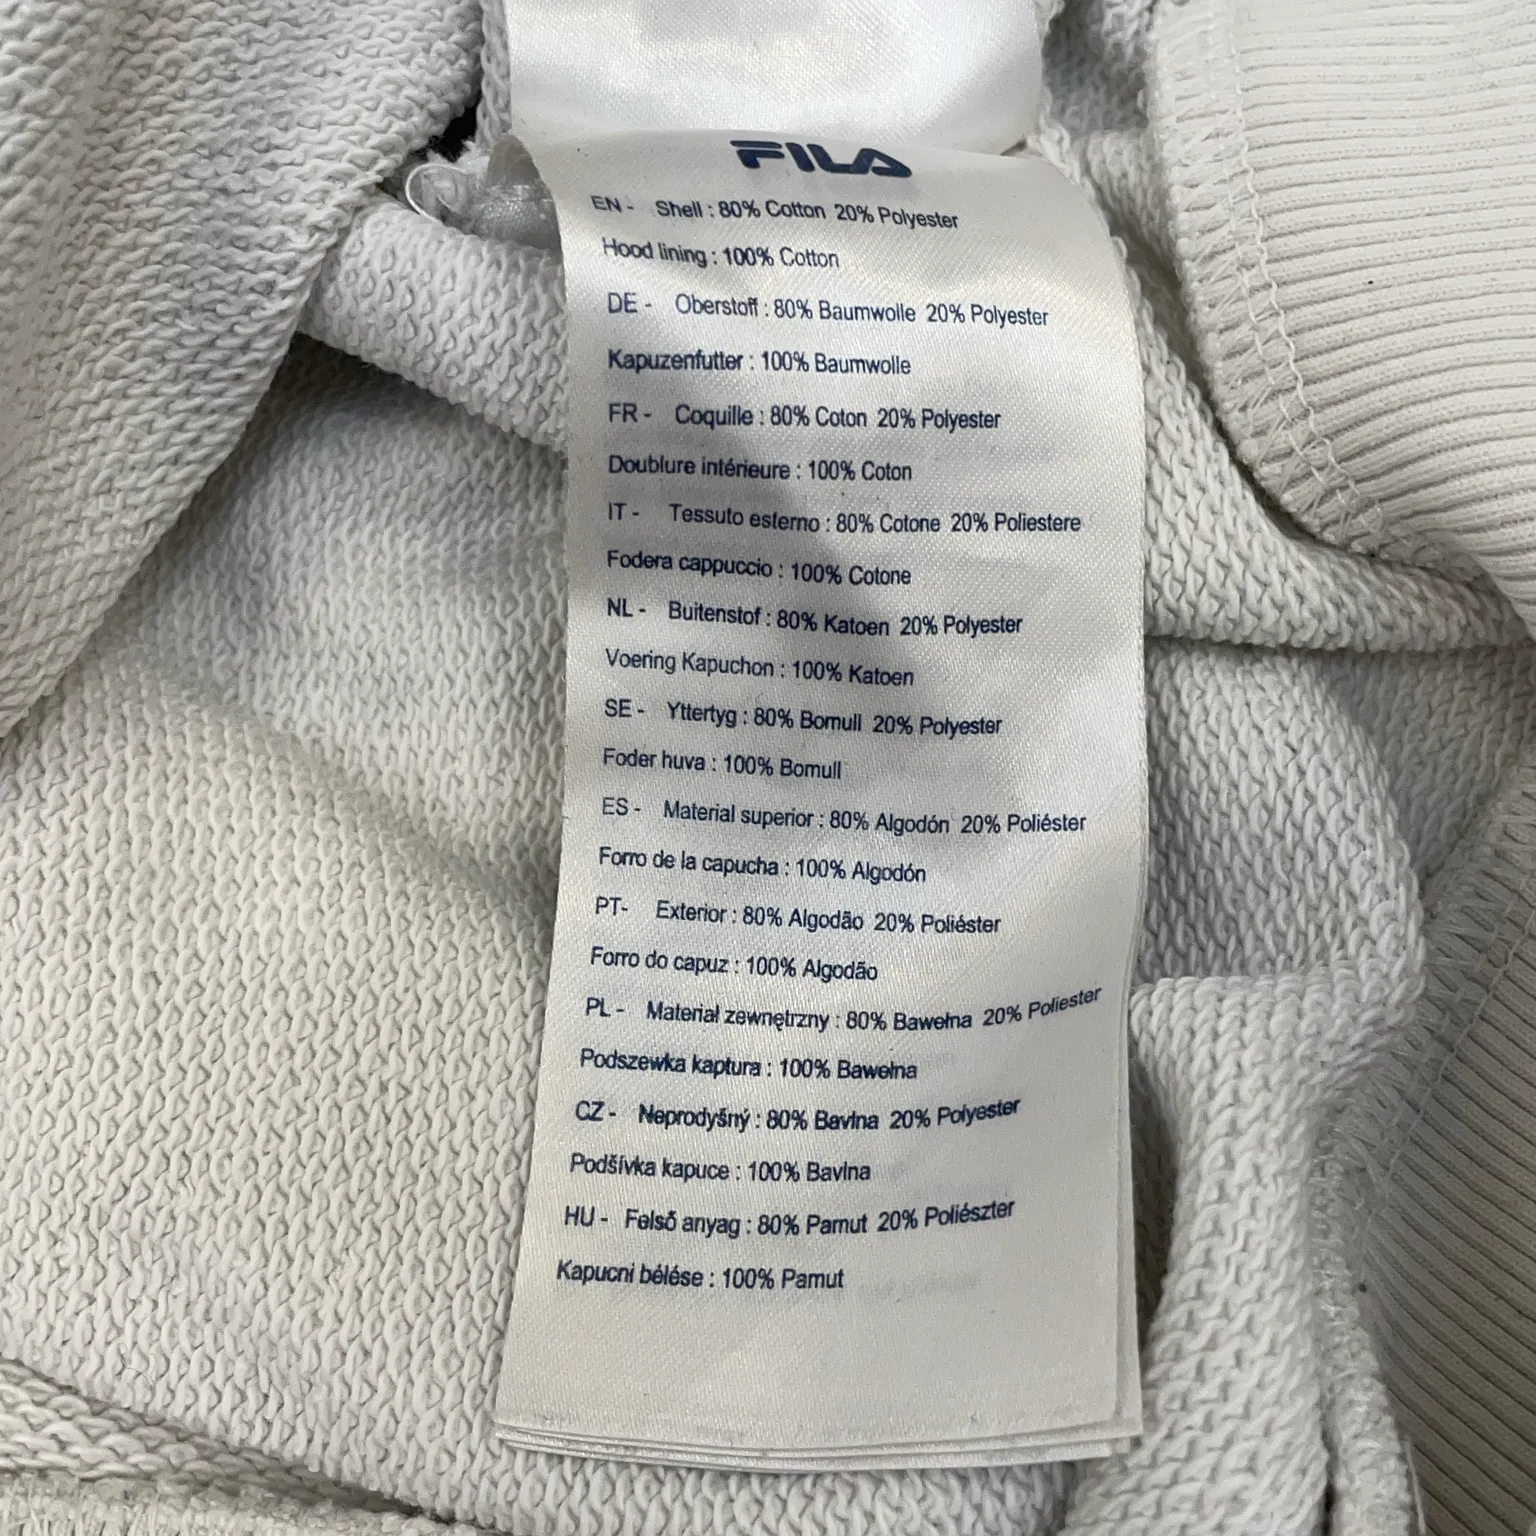 FILA
EN - Shell : 80% Cotton 20% Polyester
Hood lining : 100% Cotton
DE - Oberstoff : 80% Baumwolle 20% Polyester
Kapuzenfutter : 100% Baumwolle
FR - Coquille : 80% Coton 20% Polyester
Doublure intérieure : 100% Coton
IT - Tessuto esterno : 80% Cotone 20% Poliestere
Fodera cappuccio : 100% Cotone
NL - Buitenstof : 80% Katoen 20% Polyester
Voering Kapuchon : 100% Katoen
SE - Yttertyg : 80% Bomull 20% Polyester
Foder huva : 100% Bomull
ES - Material superior : 80% Algodón 20% Poliéster
Forro de la capucha : 100% Algodón
PT- Exterior : 80% Algodão 20% Poliéster
Forro do capuz : 100% Algodão
PL - Materiał zewnętrzny : 80% Bawełna 20% Poliester
Podszewka kaptura : 100% Bawełna
CZ - Neprodyšný : 80% Bavlna 20% Polyester
Podšívka kapuce : 100% Bavlna
HU - Felső anyag : 80% Pamut 20% Poliészter
Kapucni bélése : 100% Pamut